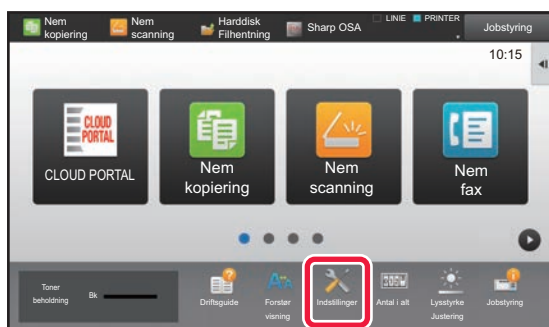 Nem
kopiering
Nem
scanning
Harddisk
Filhentning
Sharp OSA
LINIE
PRINTER
Jobstyring
10:15
CLOUD
PORTAL
CLOUD PORTAL
Nem
kopiering
Nem
scanning
Nem
fax
Toner
beholdning
Bk
Driftsguide
Forstør
visning
Indstillinger
Antal i alt
Lysstyrke
Justering
Jobstyring